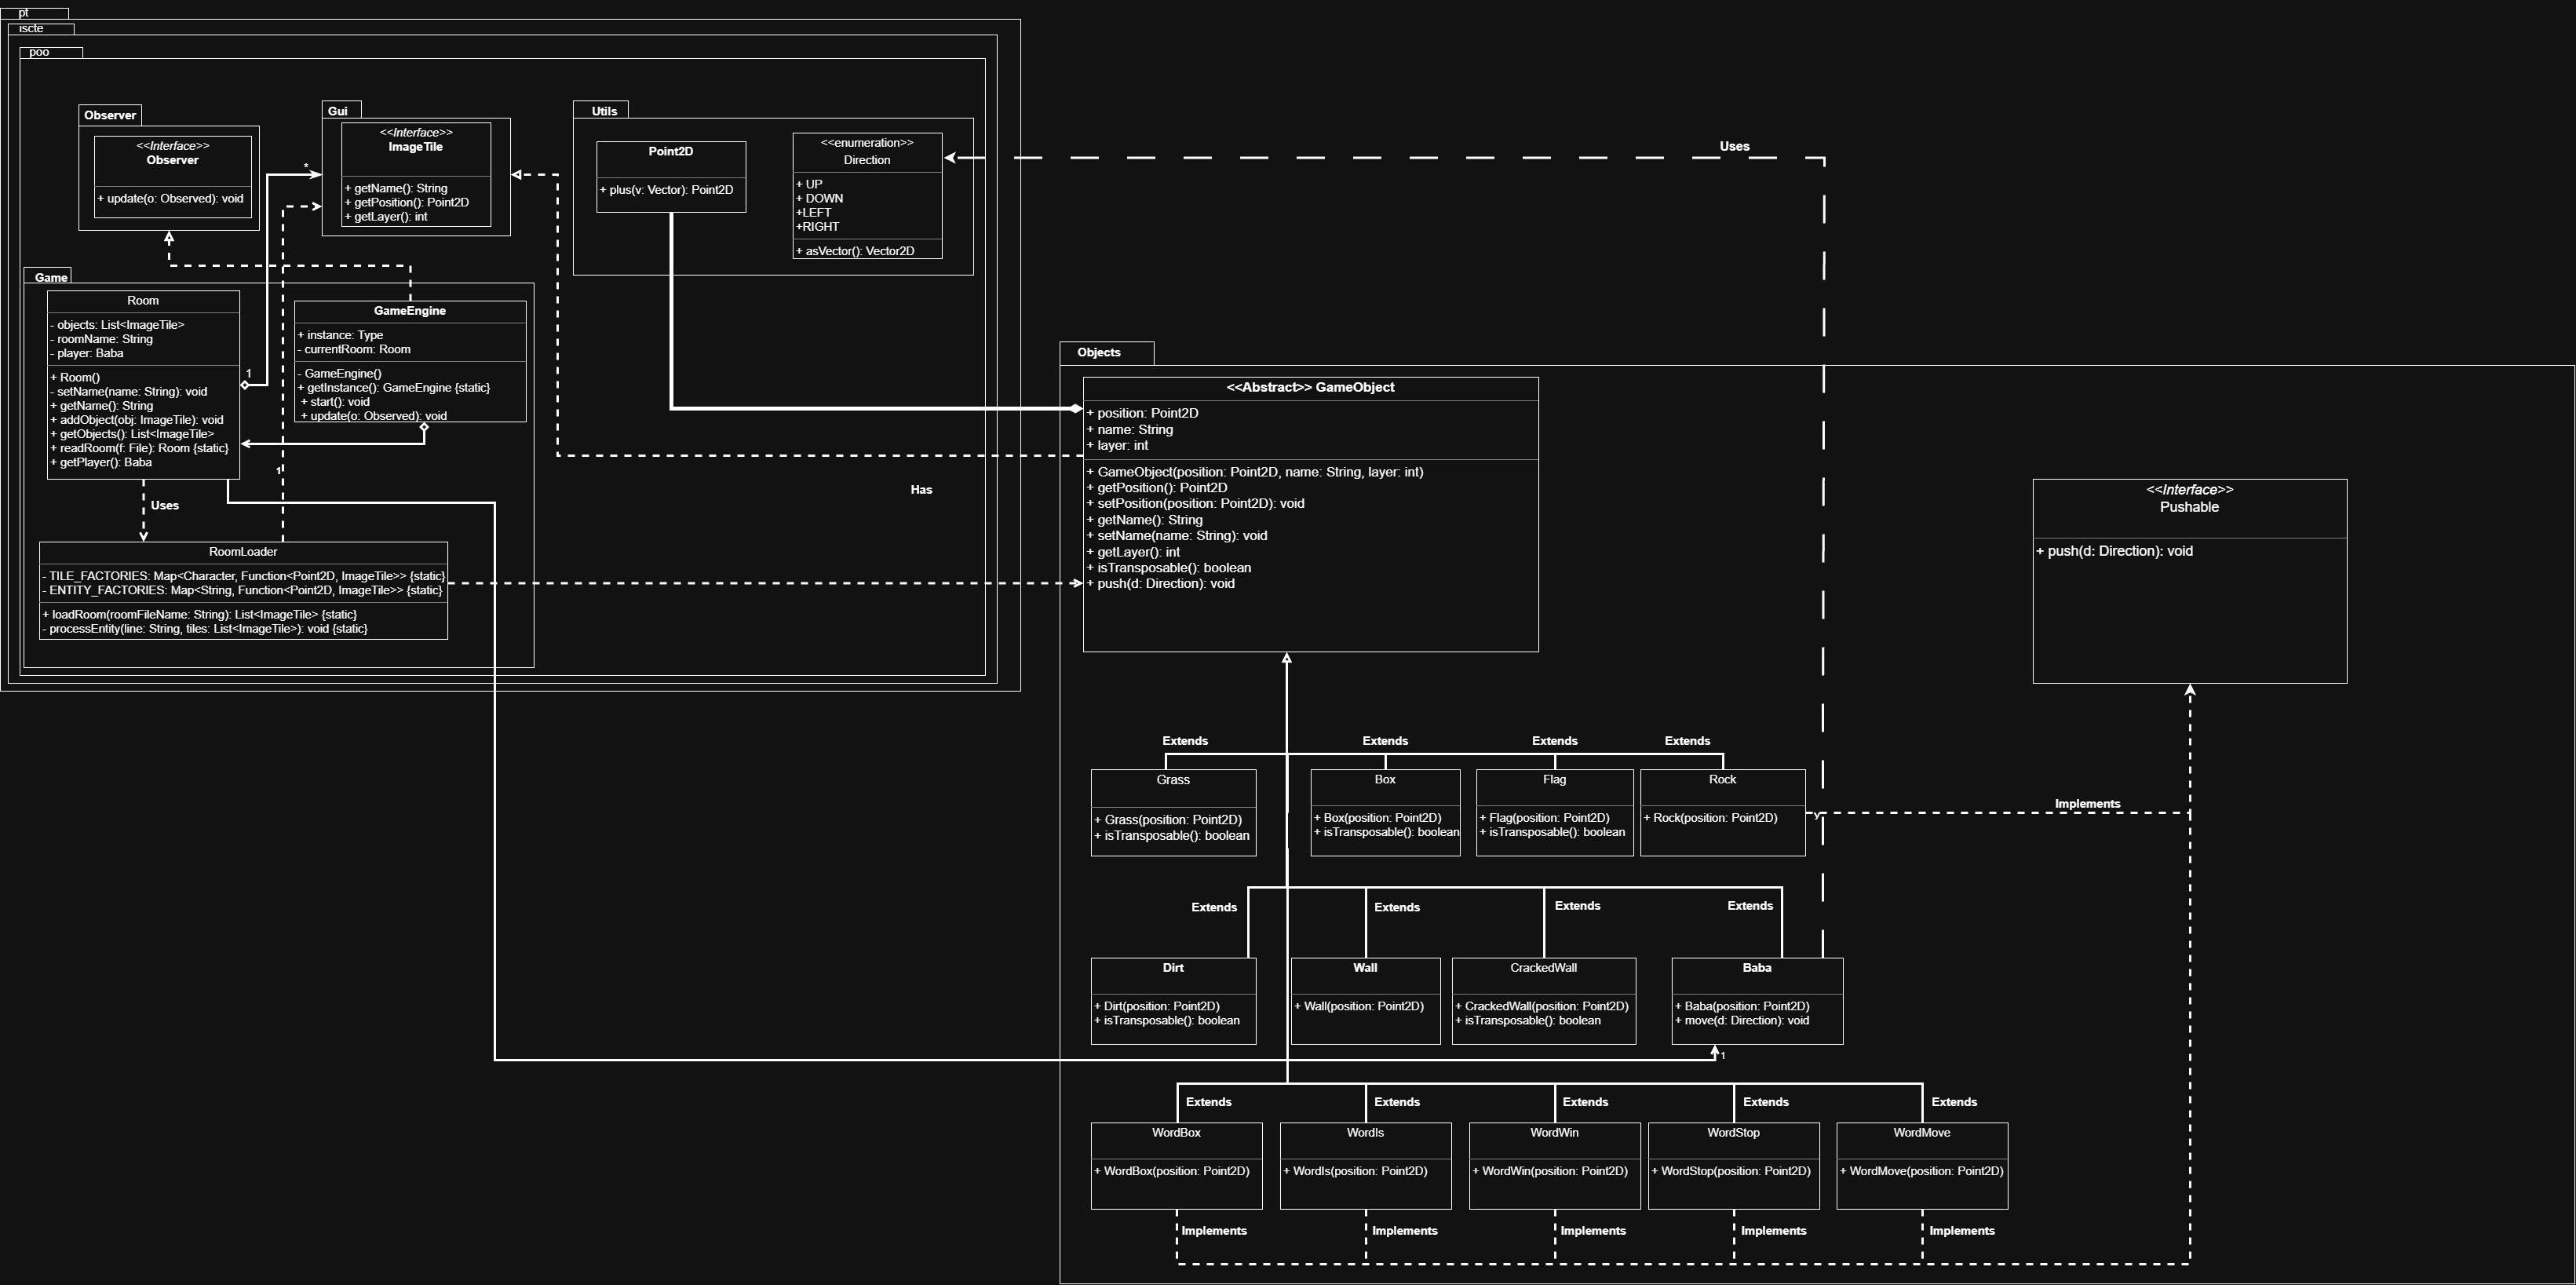 pt
iscte
poo
Observer
<<Interface>>
Observer
+ update(o: Observed): void
Gui
<<Interface>>
ImageTile
+ getName(): String
+ getPosition(): Point2D
+ getLayer(): int
*
Utils
Point2D
+ plus(v: Vector): Point2D
<<enumeration>>
Direction
+ UP
+ DOWN
+LEFT
+RIGHT
+ asVector(): Vector2D
Uses
Game
Room
- objects: List<ImageTile>
- roomName: String
- player: Baba
+ Room()
- setName(name: String): void
+ getName(): String
+ addObject(obj: ImageTile): void
+ getObjects(): List<ImageTile>
+ readRoom(f: File): Room {static}
+ getPlayer(): Baba
1
GameEngine
+ instance: Type
- currentRoom: Room
- GameEngine()
+ getInstance(): GameEngine {static}
+ start(): void
+ update(o: Observed): void
1
Uses
RoomLoader
- TILE_FACTORIES: Map<Character, Function<Point2D, ImageTile>> {static}
- ENTITY_FACTORIES: Map<String, Function<Point2D, ImageTile>> {static}
+ loadRoom(roomFileName: String): List<ImageTile> {static}
- processEntity(line: String, tiles: List<ImageTile>): void {static}
Has
Objects
<<Abstract>> GameObject
+ position: Point2D
+ name: String
+ layer: int
+ GameObject(position: Point2D, name: String, layer: int)
+ getPosition(): Point2D
+ setPosition(position: Point2D): void
+ getName(): String
+ setName(name: String): void
+ getLayer(): int
+ isTransposable(): boolean
+ push(d: Direction): void
<<Interface>>
Pushable
+ push(d: Direction): void
Extends
Extends
Extends
Extends
Grass
+ Grass(position: Point2D)
+ isTransposable(): boolean
Box
+ Box(position: Point2D)
+ isTransposable(): boolean
Flag
+ Flag(position: Point2D)
+ isTransposable(): boolean
Rock
+ Rock(position: Point2D)
y
Implements
Extends
Extends
Extends
Extends
Dirt
+ Dirt(position: Point2D)
+ isTransposable(): boolean
Wall
+ Wall(position: Point2D)
CrackedWall
+ CrackedWall(position: Point2D)
+ isTransposable(): boolean
Baba
+ Baba(position: Point2D)
+ move(d: Direction): void
1
Extends
Extends
Extends
Extends
Extends
WordBox
+ WordBox(position: Point2D)
WordIs
+ WordIs(position: Point2D)
WordWin
+ WordWin(position: Point2D)
WordStop
+ WordStop(position: Point2D)
WordMove
+ WordMove(position: Point2D)
Implements
Implements
Implements
Implements
Implements